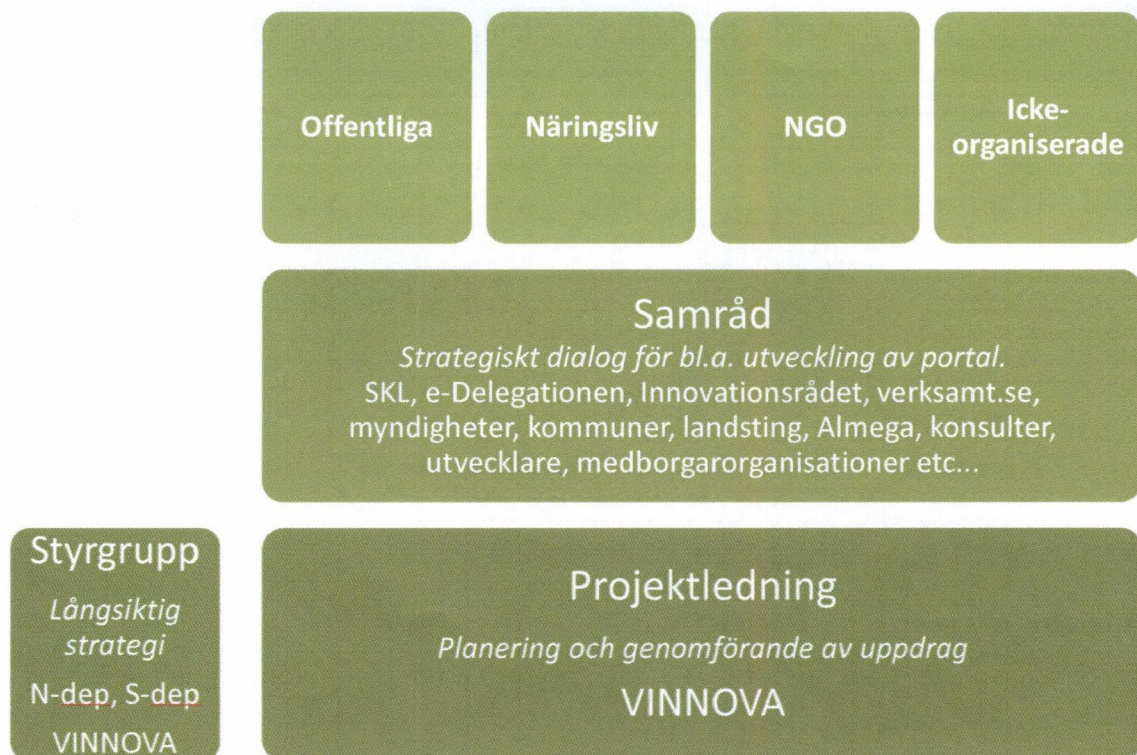 Offentliga
Näringsliv
NGO
Icke-
organiserade
Samråd
Strategiskt dialog för bl.a. utveckling av portal.
SKL, e-Delegationen, Innovationsrådet, verksamt.se,
myndigheter, kommuner, landsting, Almega, konsulter,
utvecklare, medborgarorganisationer etc...
Styrgrupp
Långsiktig
strategi
N-dep, S-dep
VINNOVA
Projektledning
Planering och genomförande av uppdrag
VINNOVA